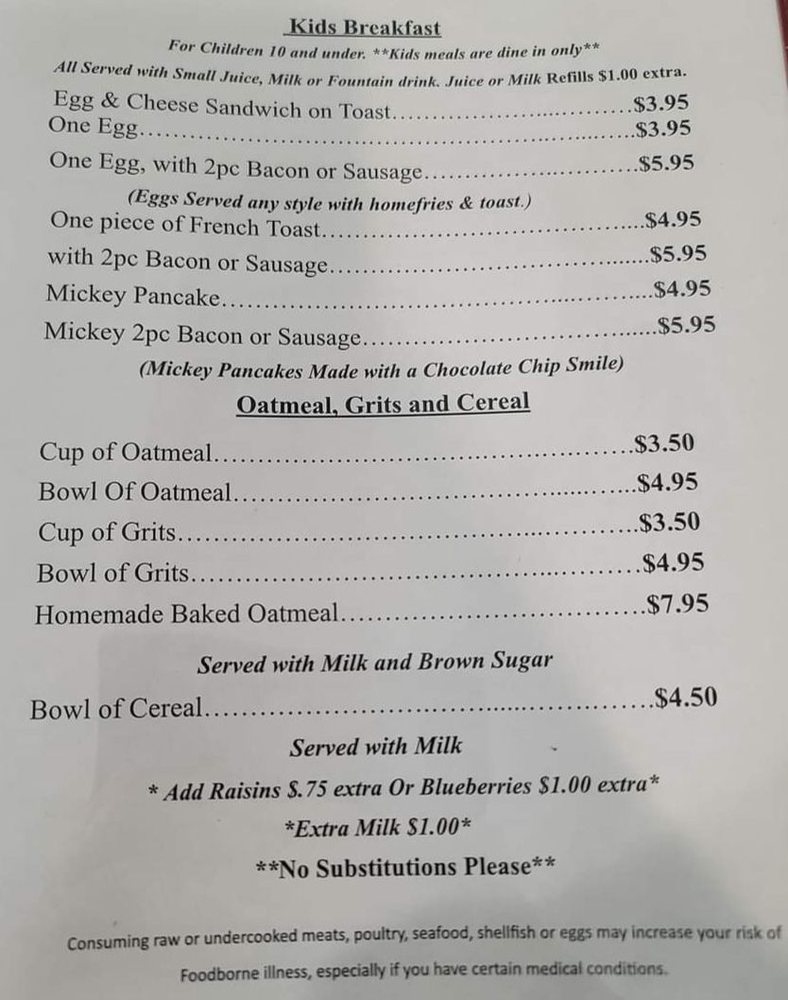 Kids Breakfast
For Children 10 and under. **Kids meals are dine in only**
All Served with Small Juice, Milk or Fountain drink. Juice or Milk Refills $1.00 extra.
Egg & Cheese Sandwich on Toast..............................$3.95
One Egg..............................................................$3.95
One Egg, with 2pc Bacon or Sausage..........................$5.95
(Eggs Served any style with homefries & toast.)
One piece of French Toast.......................................$4.95
with 2pc Bacon or Sausage.......................................$5.95
Mickey Pancake.....................................................$4.95
Mickey 2pc Bacon or Sausage....................................$5.95
(Mickey Pancakes Made with a Chocolate Chip Smile)
Oatmeal, Grits and Cereal
Cup of Oatmeal.....................................................$3.50
Bowl Of Oatmeal...................................................$4.95
Cup of Grits.........................................................$3.50
Bowl of Grits........................................................$4.95
Homemade Baked Oatmeal......................................$7.95
Served with Milk and Brown Sugar
Bowl of Cereal......................................................$4.50
Served with Milk
* Add Raisins $.75 extra Or Blueberries $1.00 extra*
*Extra Milk $1.00*
**No Substitutions Please**
Consuming raw or undercooked meats, poultry, seafood, shellfish or eggs may increase your risk of
Foodborne illness, especially if you have certain medical conditions.